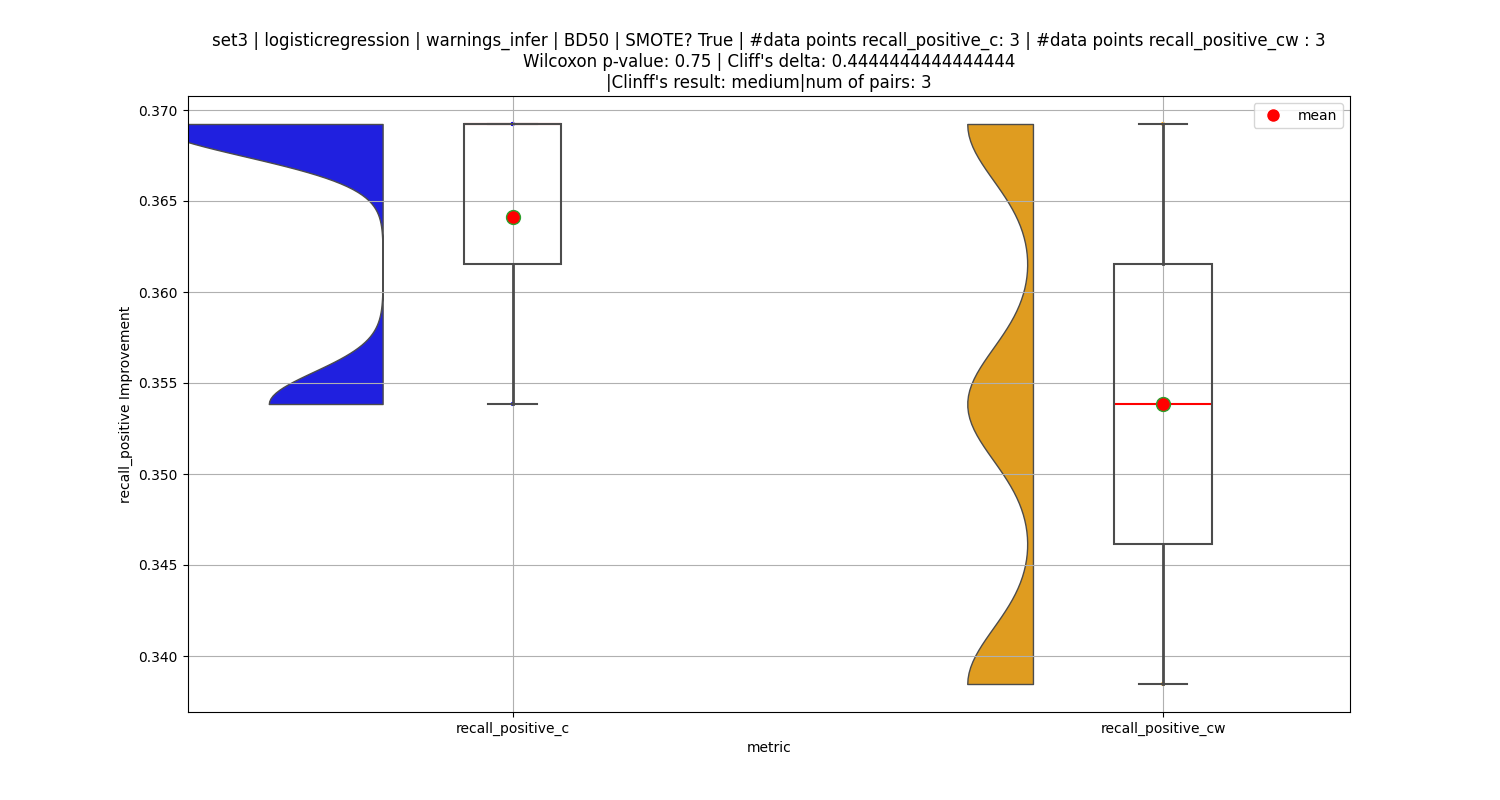 set3 | logisticregression | warnings_infer | BD50 | SMOTE? True | #data points recall_positive_c: 3 | #data points recall_positive_cw : 3
Wilcoxon p-value: 0.75 | Cliff's delta: 0.4444444444444444
|Clinff's result: medium|num of pairs: 3
mean
0.370
0.365
0.360
0.355
0.350
0.345
0.340
recall_positive Improvement
recall_positive_c
recall_positive_cw
metric